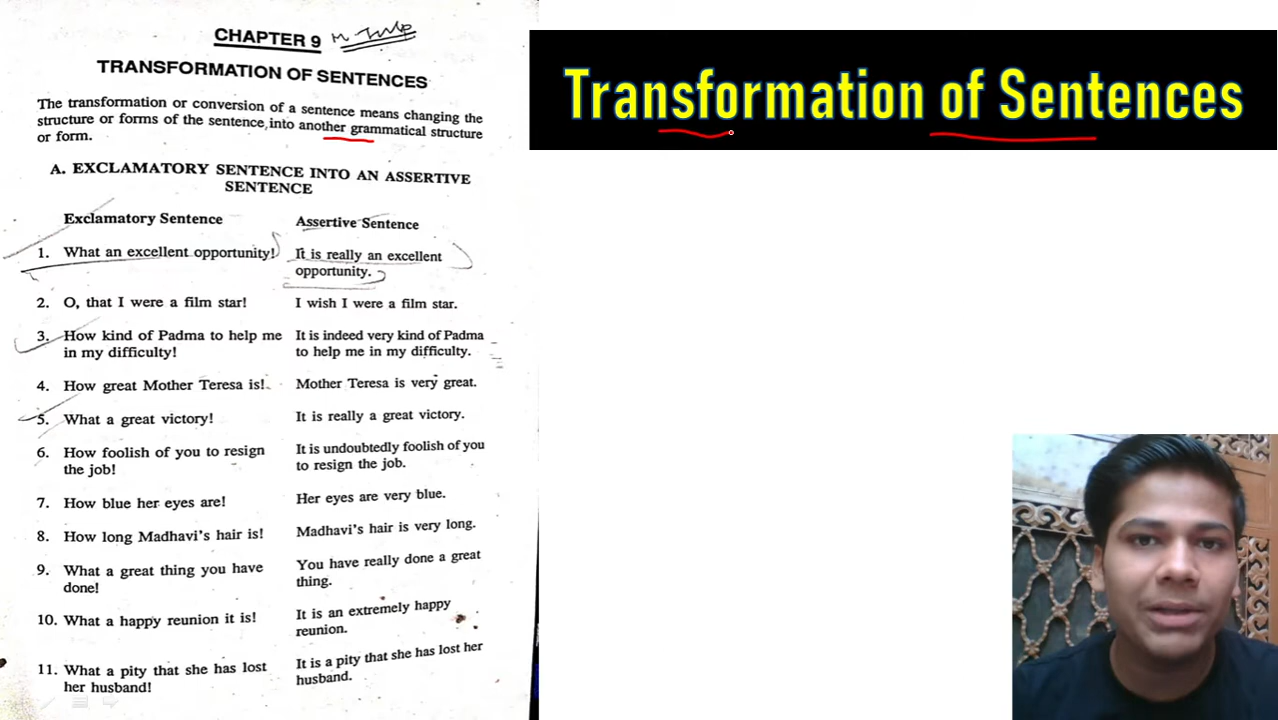 CHAPTER 9
TRANSFORMATION OF SENTENCES
The transformation or conversion of a sentence means changing the
structure or forms of the sentence into another grammatical structure
or form.
A. EXCLAMATORY SENTENCE INTO AN ASSERTIVE
SENTENCE
Exclamatory Sentence
Assertive Sentence
1. What an excellent opportunity!
It is really an excellent
opportunity.
2. O, that I were a film star!
I wish I were a film star.
3. How kind of Padma to help me
in my difficulty!
It is indeed very kind of Padma
to help me in my difficulty.
4. How great Mother Teresa is!
Mother Teresa is very great.
5. What a great victory!
It is really a great victory.
6. How foolish of you to resign
the job!
It is undoubtedly foolish of you
to resign the job.
7. How blue her eyes are!
Her eyes are very blue.
8. How long Madhavi's hair is!
Madhavi's hair is very long.
9. What a great thing you have
done!
You have really done a great
thing.
10. What a happy reunion it is!
It is an extremely happy
reunion.
11. What a pity that she has lost
her husband!
It is a pity that she has lost her
husband.
Transformation of Sentences